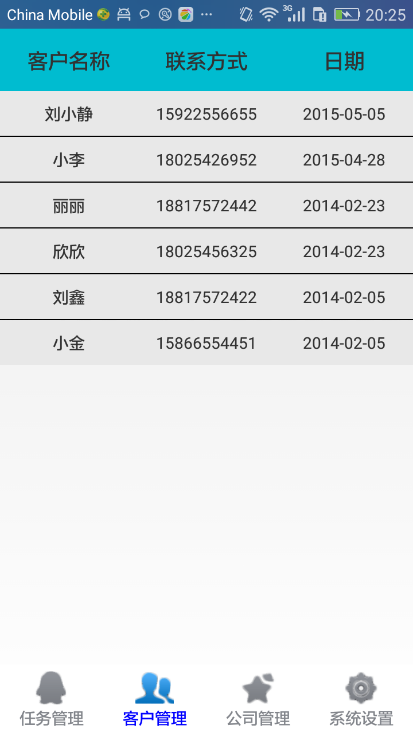 China Mobile 3G 20:25
客户名称 联系方式 日期
刘小静 15922556655 2015-05-05
小李 18025426952 2015-04-28
丽丽 18817572442 2014-02-23
欣欣 18025456325 2014-02-23
刘鑫 18817572422 2014-02-05
小金 15866554451 2014-02-05
任务管理 客户管理 公司管理 系统设置